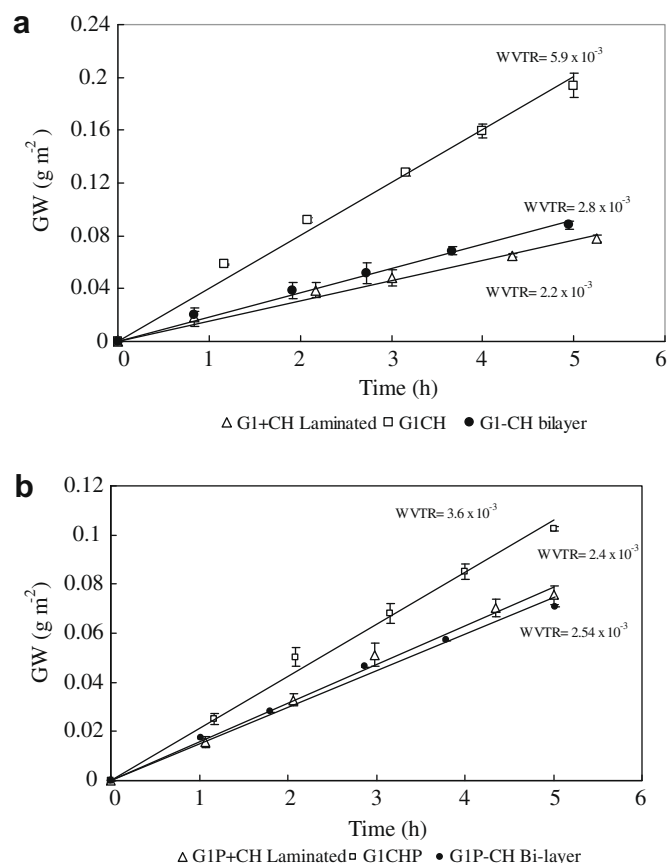 a
0.24
0.2
0.16
0.12
0.08
0.04
0
GW (g m⁻²)
WVTR= 5.9 x 10⁻³
WVTR= 2.8 x 10⁻³
WVTR= 2.2 x 10⁻³
0 1 2 3 4 5 6
Time (h)
△ G1+CH Laminated □ G1CH ● G1-CH bilayer
b
0.12
0.1
0.08
0.06
0.04
0.02
0
GW (g m⁻²)
WVTR= 3.6 x 10⁻³
WVTR= 2.4 x 10⁻³
WVTR= 2.54 x 10⁻³
0 1 2 3 4 5 6
Time (h)
△ G1P+CH Laminated □ G1CHP ● G1P-CH Bi-layer